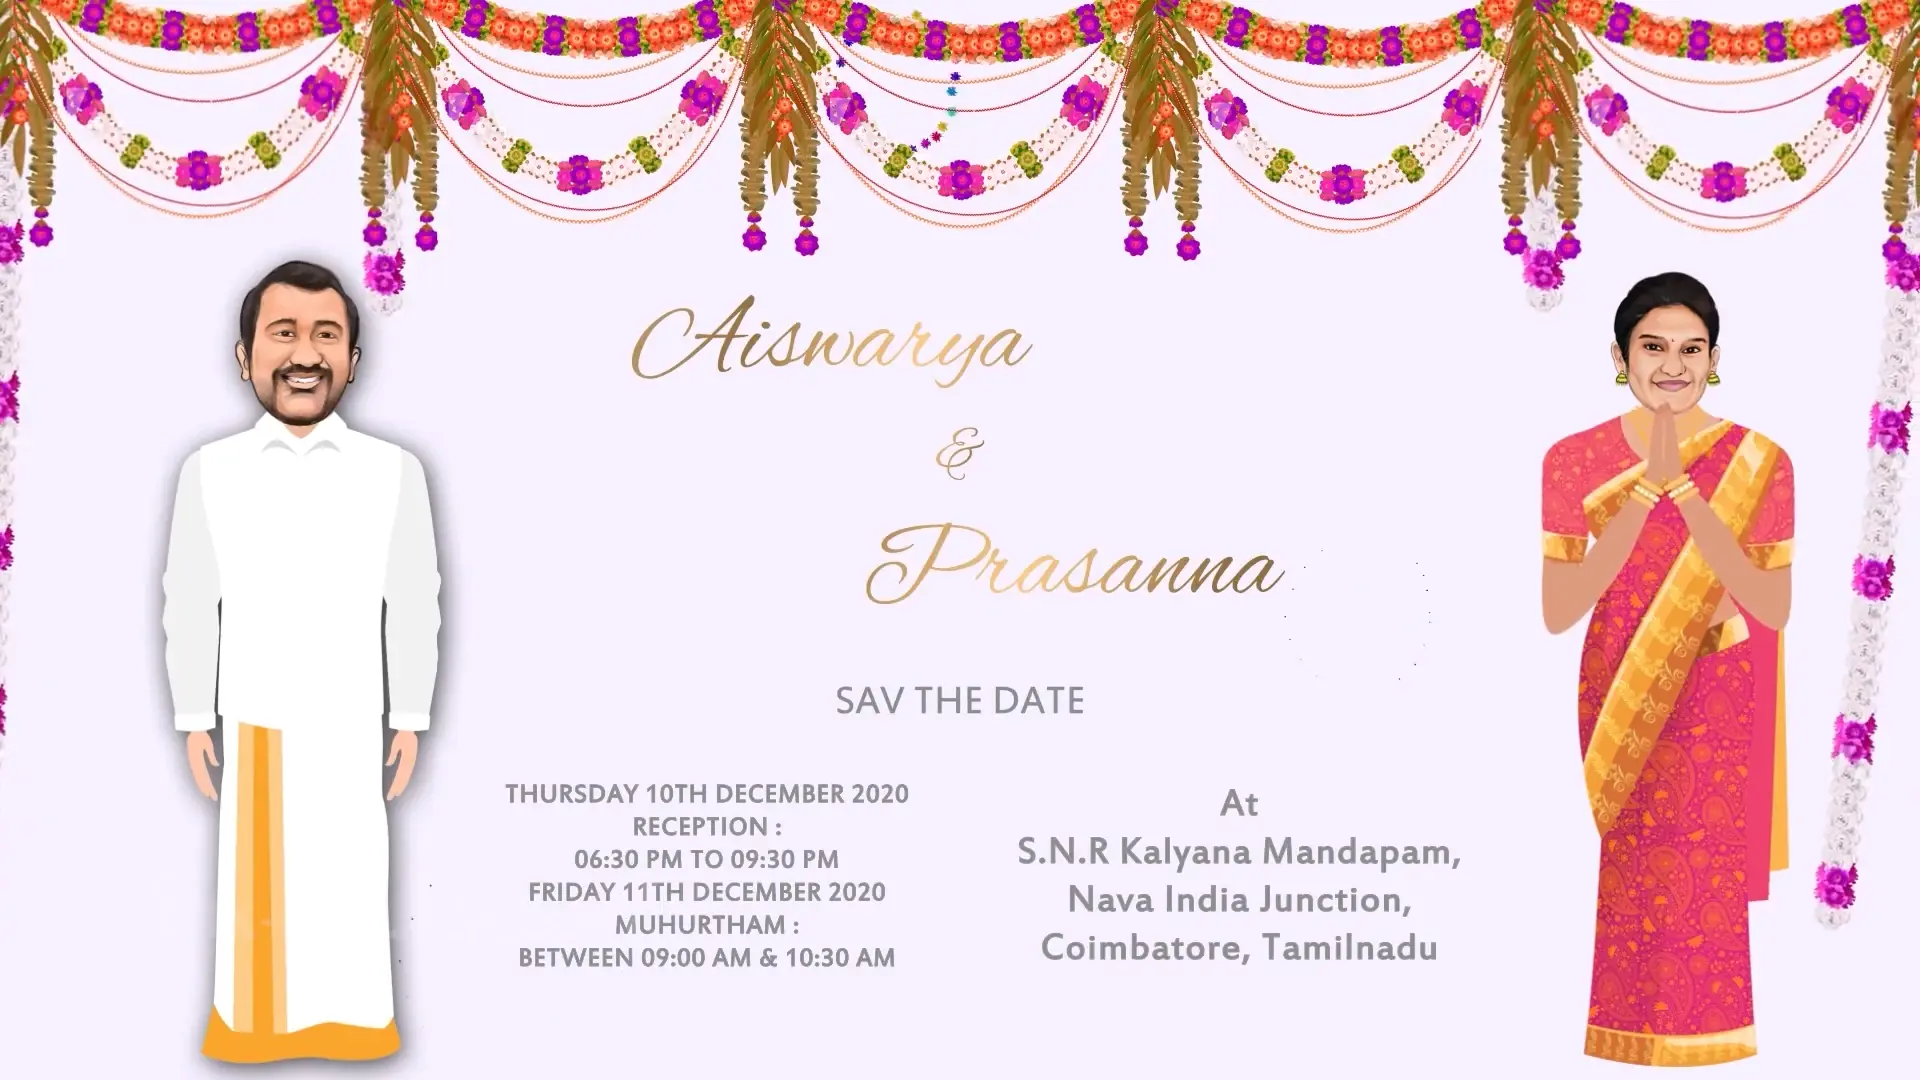 Aiswarya
&
Prasanna
SAV THE DATE
THURSDAY 10TH DECEMBER 2020
RECEPTION :
06:30 PM TO 09:30 PM
FRIDAY 11TH DECEMBER 2020
MUHURTHAM :
BETWEEN 09:00 AM & 10:30 AM
At
S.N.R Kalyana Mandapam,
Nava India Junction,
Coimbatore, Tamilnadu